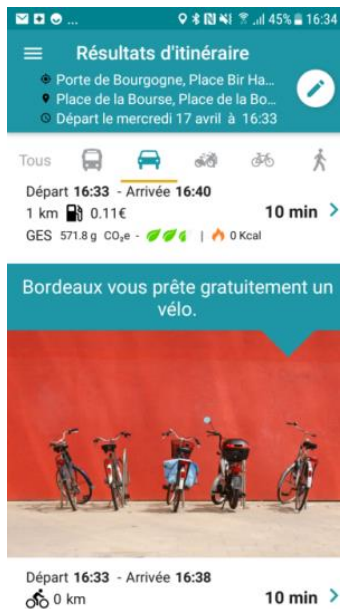 45% 16:34
Résultats d'itinéraire
Porte de Bourgogne, Place Bir Ha...
Place de la Bourse, Place de la Bo...
Départ le mercredi 17 avril à 16:33
Tous
Départ 16:33 - Arrivée 16:40
1 km 0.11€ 10 min >
GES 571.8 g CO₂e - | 0 Kcal
Bordeaux vous prête gratuitement un
vélo.
Départ 16:33 - Arrivée 16:38
0 km 10 min >